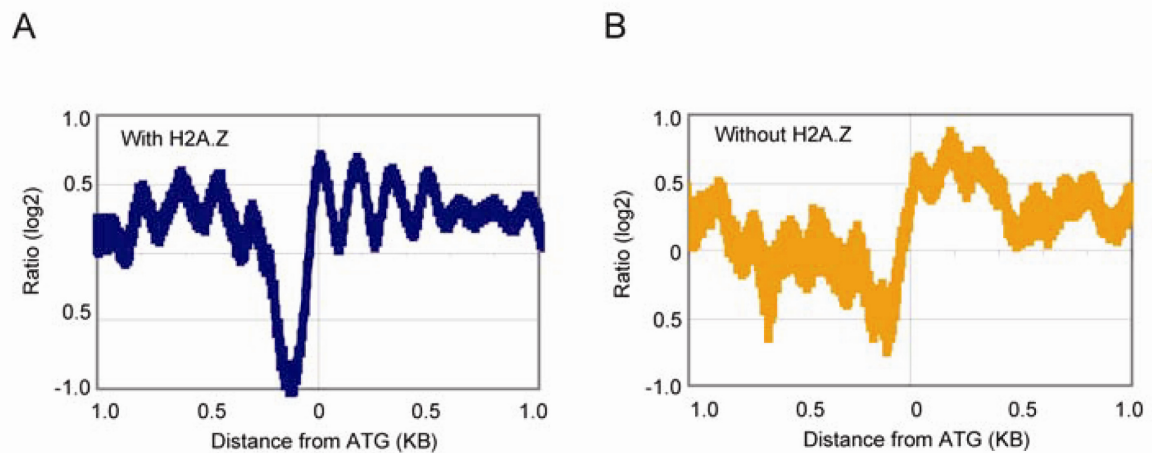 A
With H2A.Z
1.0
0.5
0.5
-1.0
Ratio (log2)
1.0 0.5 0 0.5 1.0
Distance from ATG (KB)
B
Without H2A.Z
1.0
0.5
0
0.5
-1.0
Ratio (log2)
1.0 0.5 0 0.5 1.0
Distance from ATG (KB)